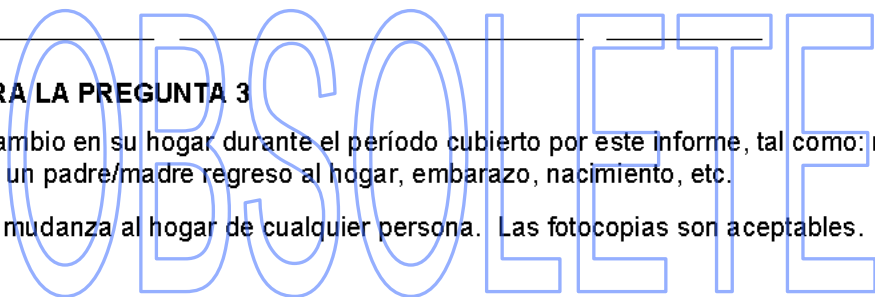 RA LA PREGUNTA 3
ambio en su hogar durante el período cubierto por este informe, tal como:
un padre/madre regreso al hogar, embarazo, nacimiento, etc.
mudanza al hogar de cualquier persona. Las fotocopias son aceptables.
OBSOLETE